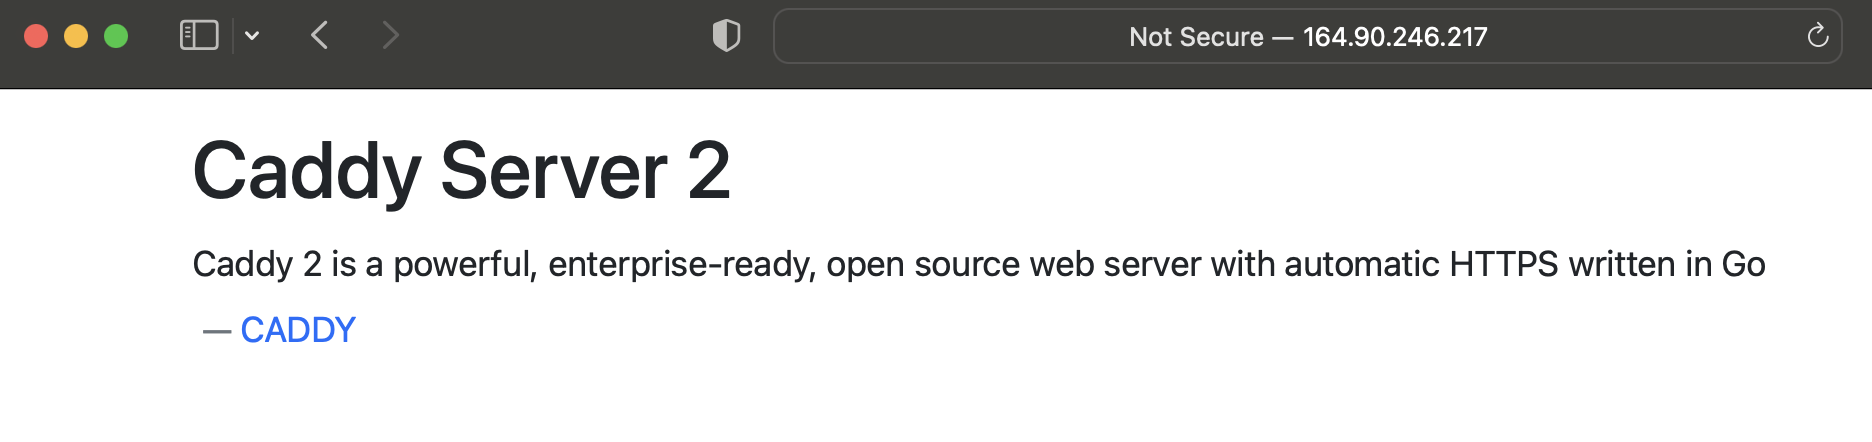 Not Secure — 164.90.246.217
Caddy Server 2
Caddy 2 is a powerful, enterprise-ready, open source web server with automatic HTTPS written in Go
— CADDY